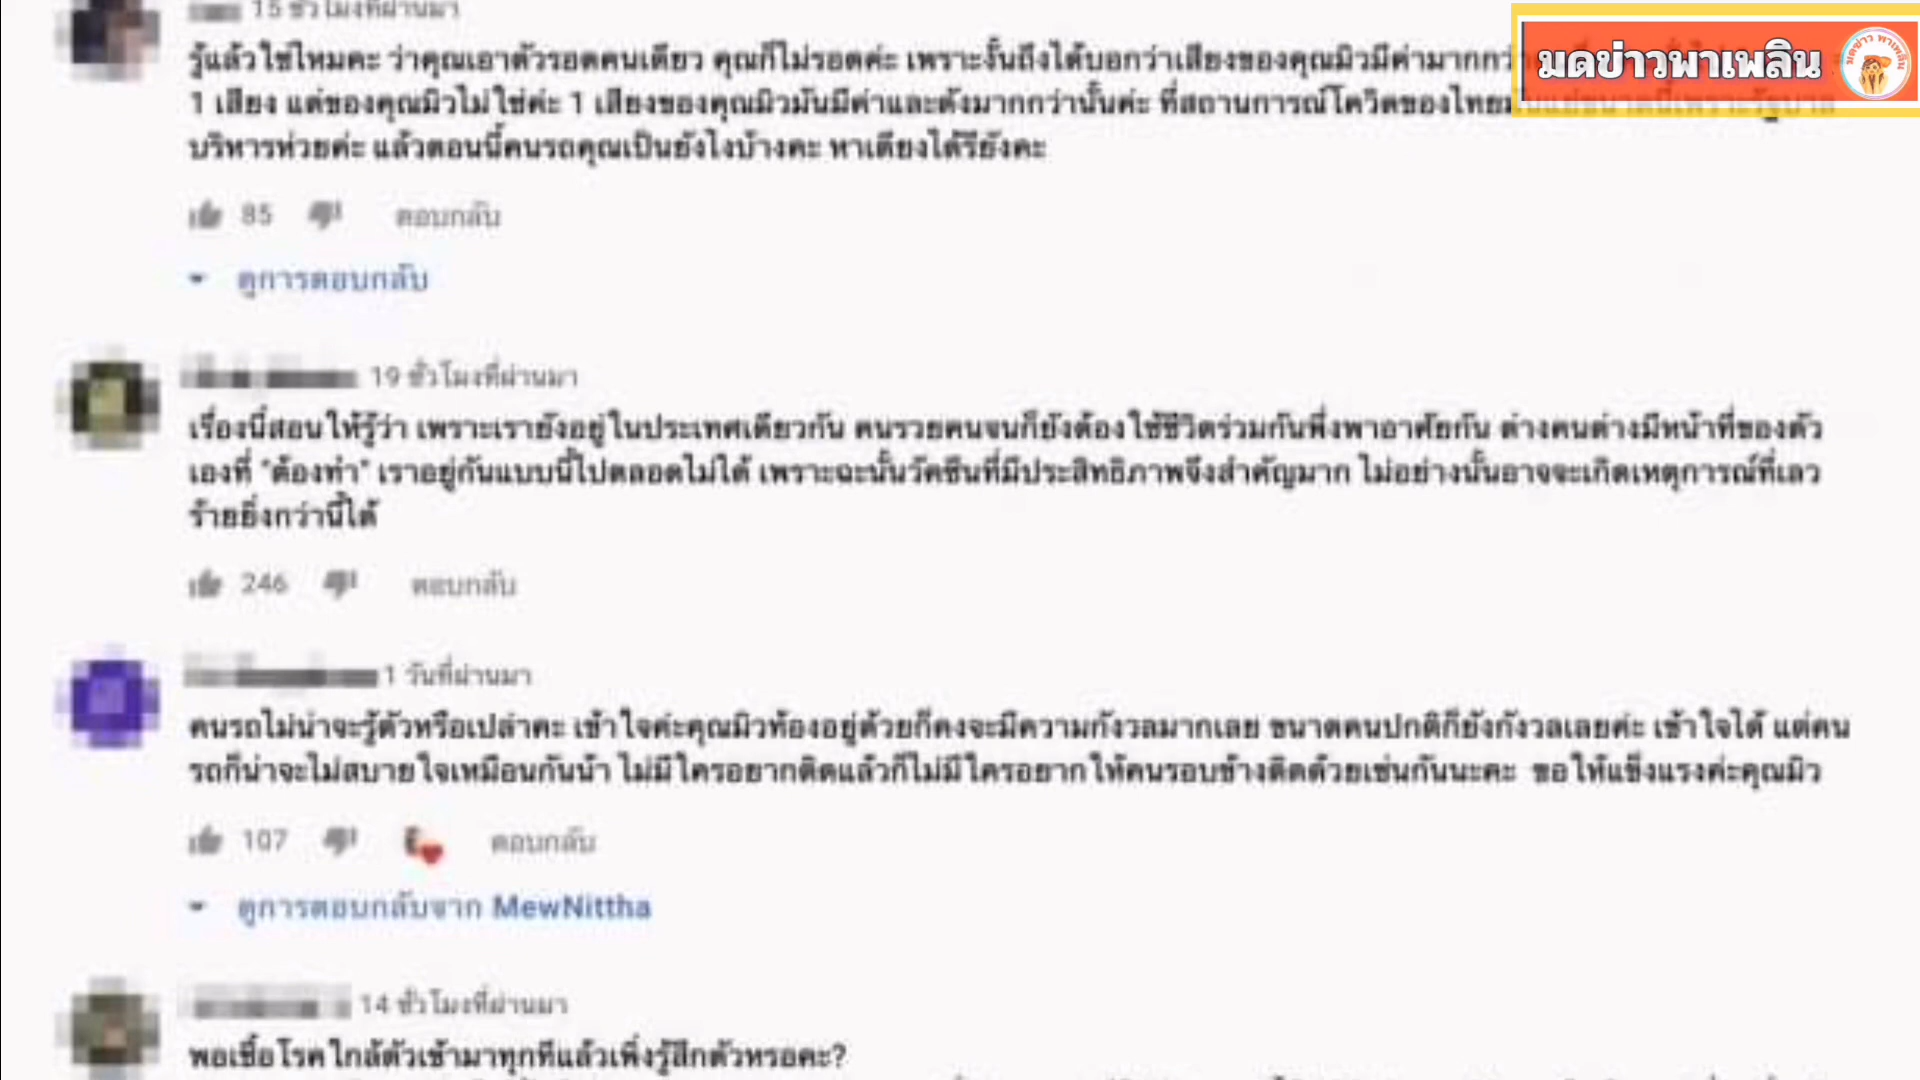 15 ชั่วโมงที่ผ่านมา
มดข่าวพาเพลิน
มดข่าว พาเพลิน
รู้แล้วใช่ไหมคะ ว่าคุณเอาตัวรอดคนเดียว คุณก็ไม่รอดค่ะ เพราะงั้นถึงได้บอกว่าเสียงของคุณมิวมีค่ามากกว่า
1 เสียง แต่ของคุณมิวไม่ใช่ค่ะ 1 เสียงของคุณมิวมันมีค่าและดังมากกว่านั้นค่ะ ที่สถานการณ์โควิดของไทยมันแย่ขนาดนี้เพราะรัฐบาล
บริหารห่วยค่ะ แล้วตอนนี้คนรถคุณเป็นยังไงบ้างคะ หาเตียงได้รึยังคะ
85 ตอบกลับ
ดูการตอบกลับ
19 ชั่วโมงที่ผ่านมา
เรื่องนี้สอนให้รู้ว่า เพราะเรายังอยู่ในประเทศเดียวกัน คนรวยคนจนก็ยังต้องใช้ชีวิตร่วมกันพึ่งพาอาศัยกัน ต่างคนต่างมีหน้าที่ของตัว
เองที่ "ต้องทำ" เราอยู่กันแบบนี้ไปตลอดไม่ได้ เพราะฉะนั้นวัคซีนที่มีประสิทธิภาพจึงสำคัญมาก ไม่อย่างนั้นอาจจะเกิดเหตุการณ์ที่เลว
ร้ายยิ่งกว่านี้ได้
246 ตอบกลับ
1 วันที่ผ่านมา
คนรถไม่น่าจะรู้ตัวหรือเปล่าคะ เข้าใจค่ะคุณมิวท้องอยู่ด้วยก็คงจะมีความกังวลมากเลย ขนาดคนปกติก็ยังกังวลเลยค่ะ เข้าใจได้ แต่คน
รถก็น่าจะไม่สบายใจเหมือนกันน้า ไม่มีใครอยากติดแล้วก็ไม่มีใครอยากให้คนรอบข้างติดด้วยเช่นกันนะคะ ขอให้แข็งแรงค่ะคุณมิว
107 ตอบกลับ
ดูการตอบกลับจาก MewNittha
14 ชั่วโมงที่ผ่านมา
พอเชื้อโรคใกล้ตัวเข้ามาทุกทีแล้วเพิ่งรู้สึกตัวหรอคะ?